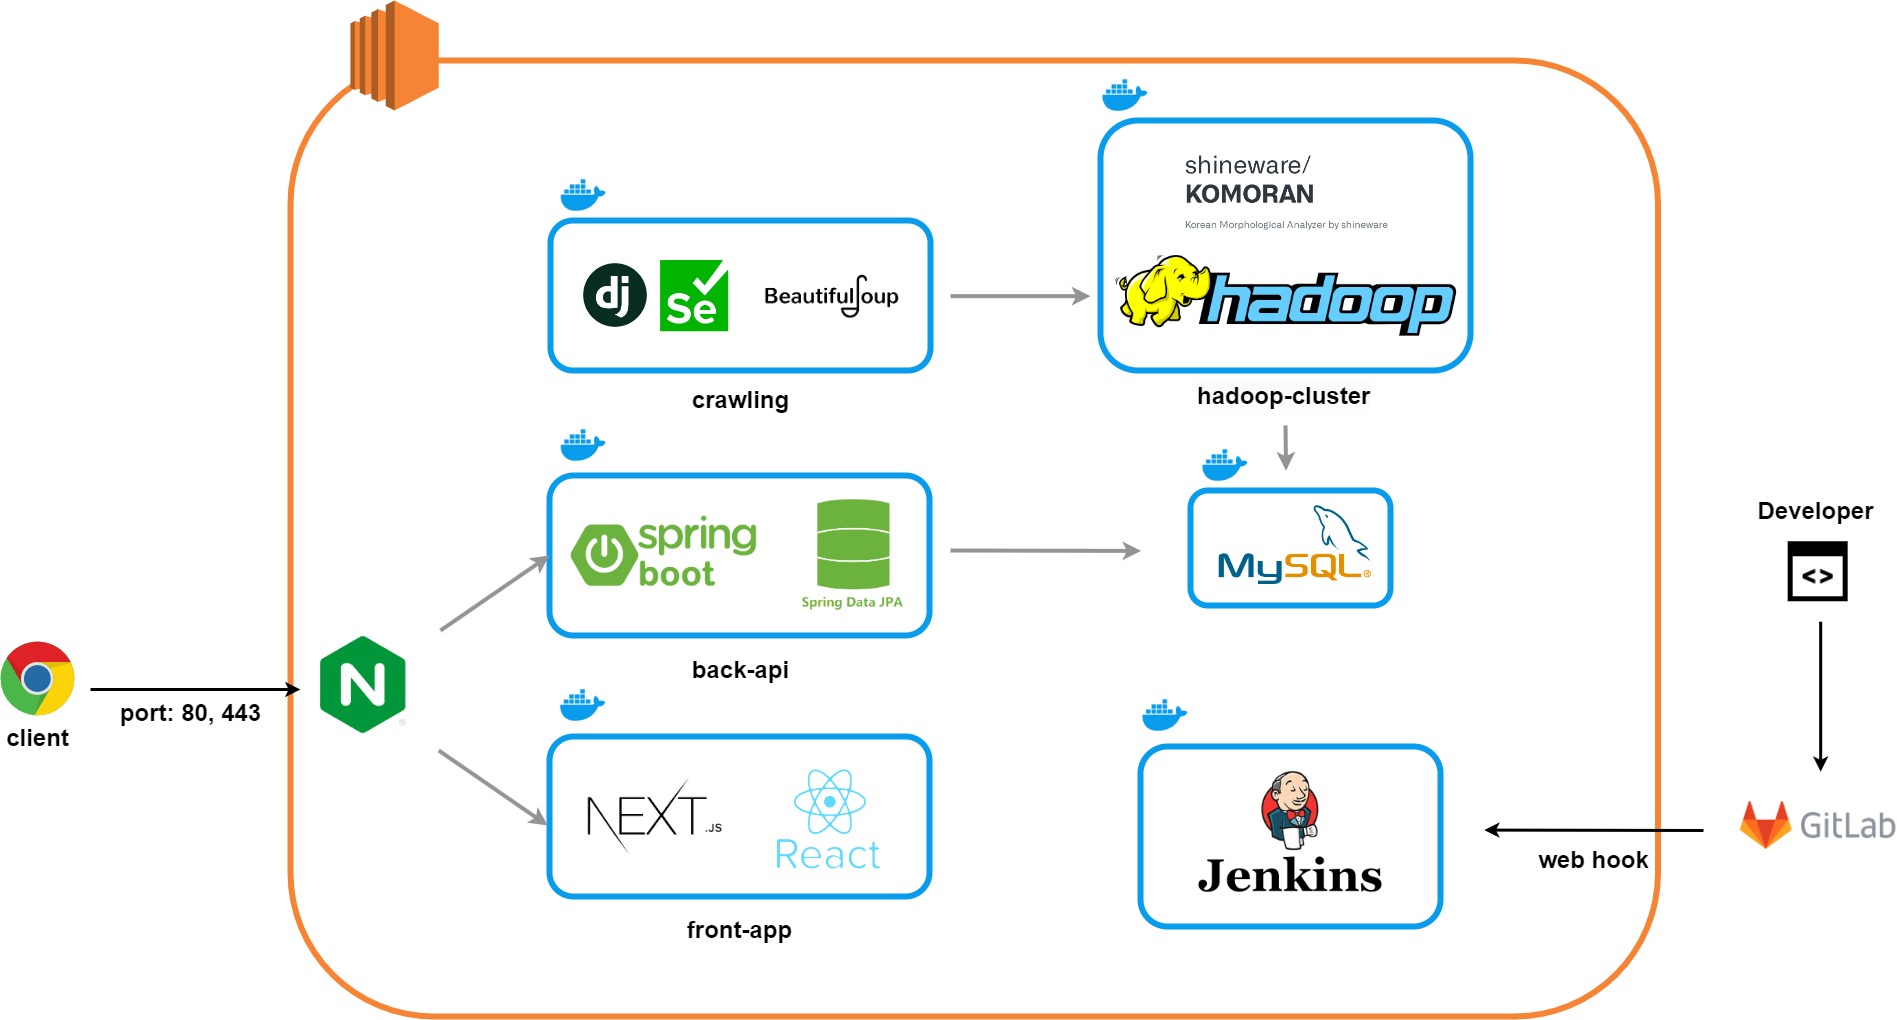 shineware/
KOMORAN
Korean Morphological Analyzer by shineware
dj
Se
BeautifulSoup
hadoop
crawling
hadoop-cluster
spring
boot
Spring Data JPA
MySQL®
Developer
<>
back-api
N
®
client
port: 80, 443
NEXT.JS
React
Jenkins
GitLab
web hook
front-app